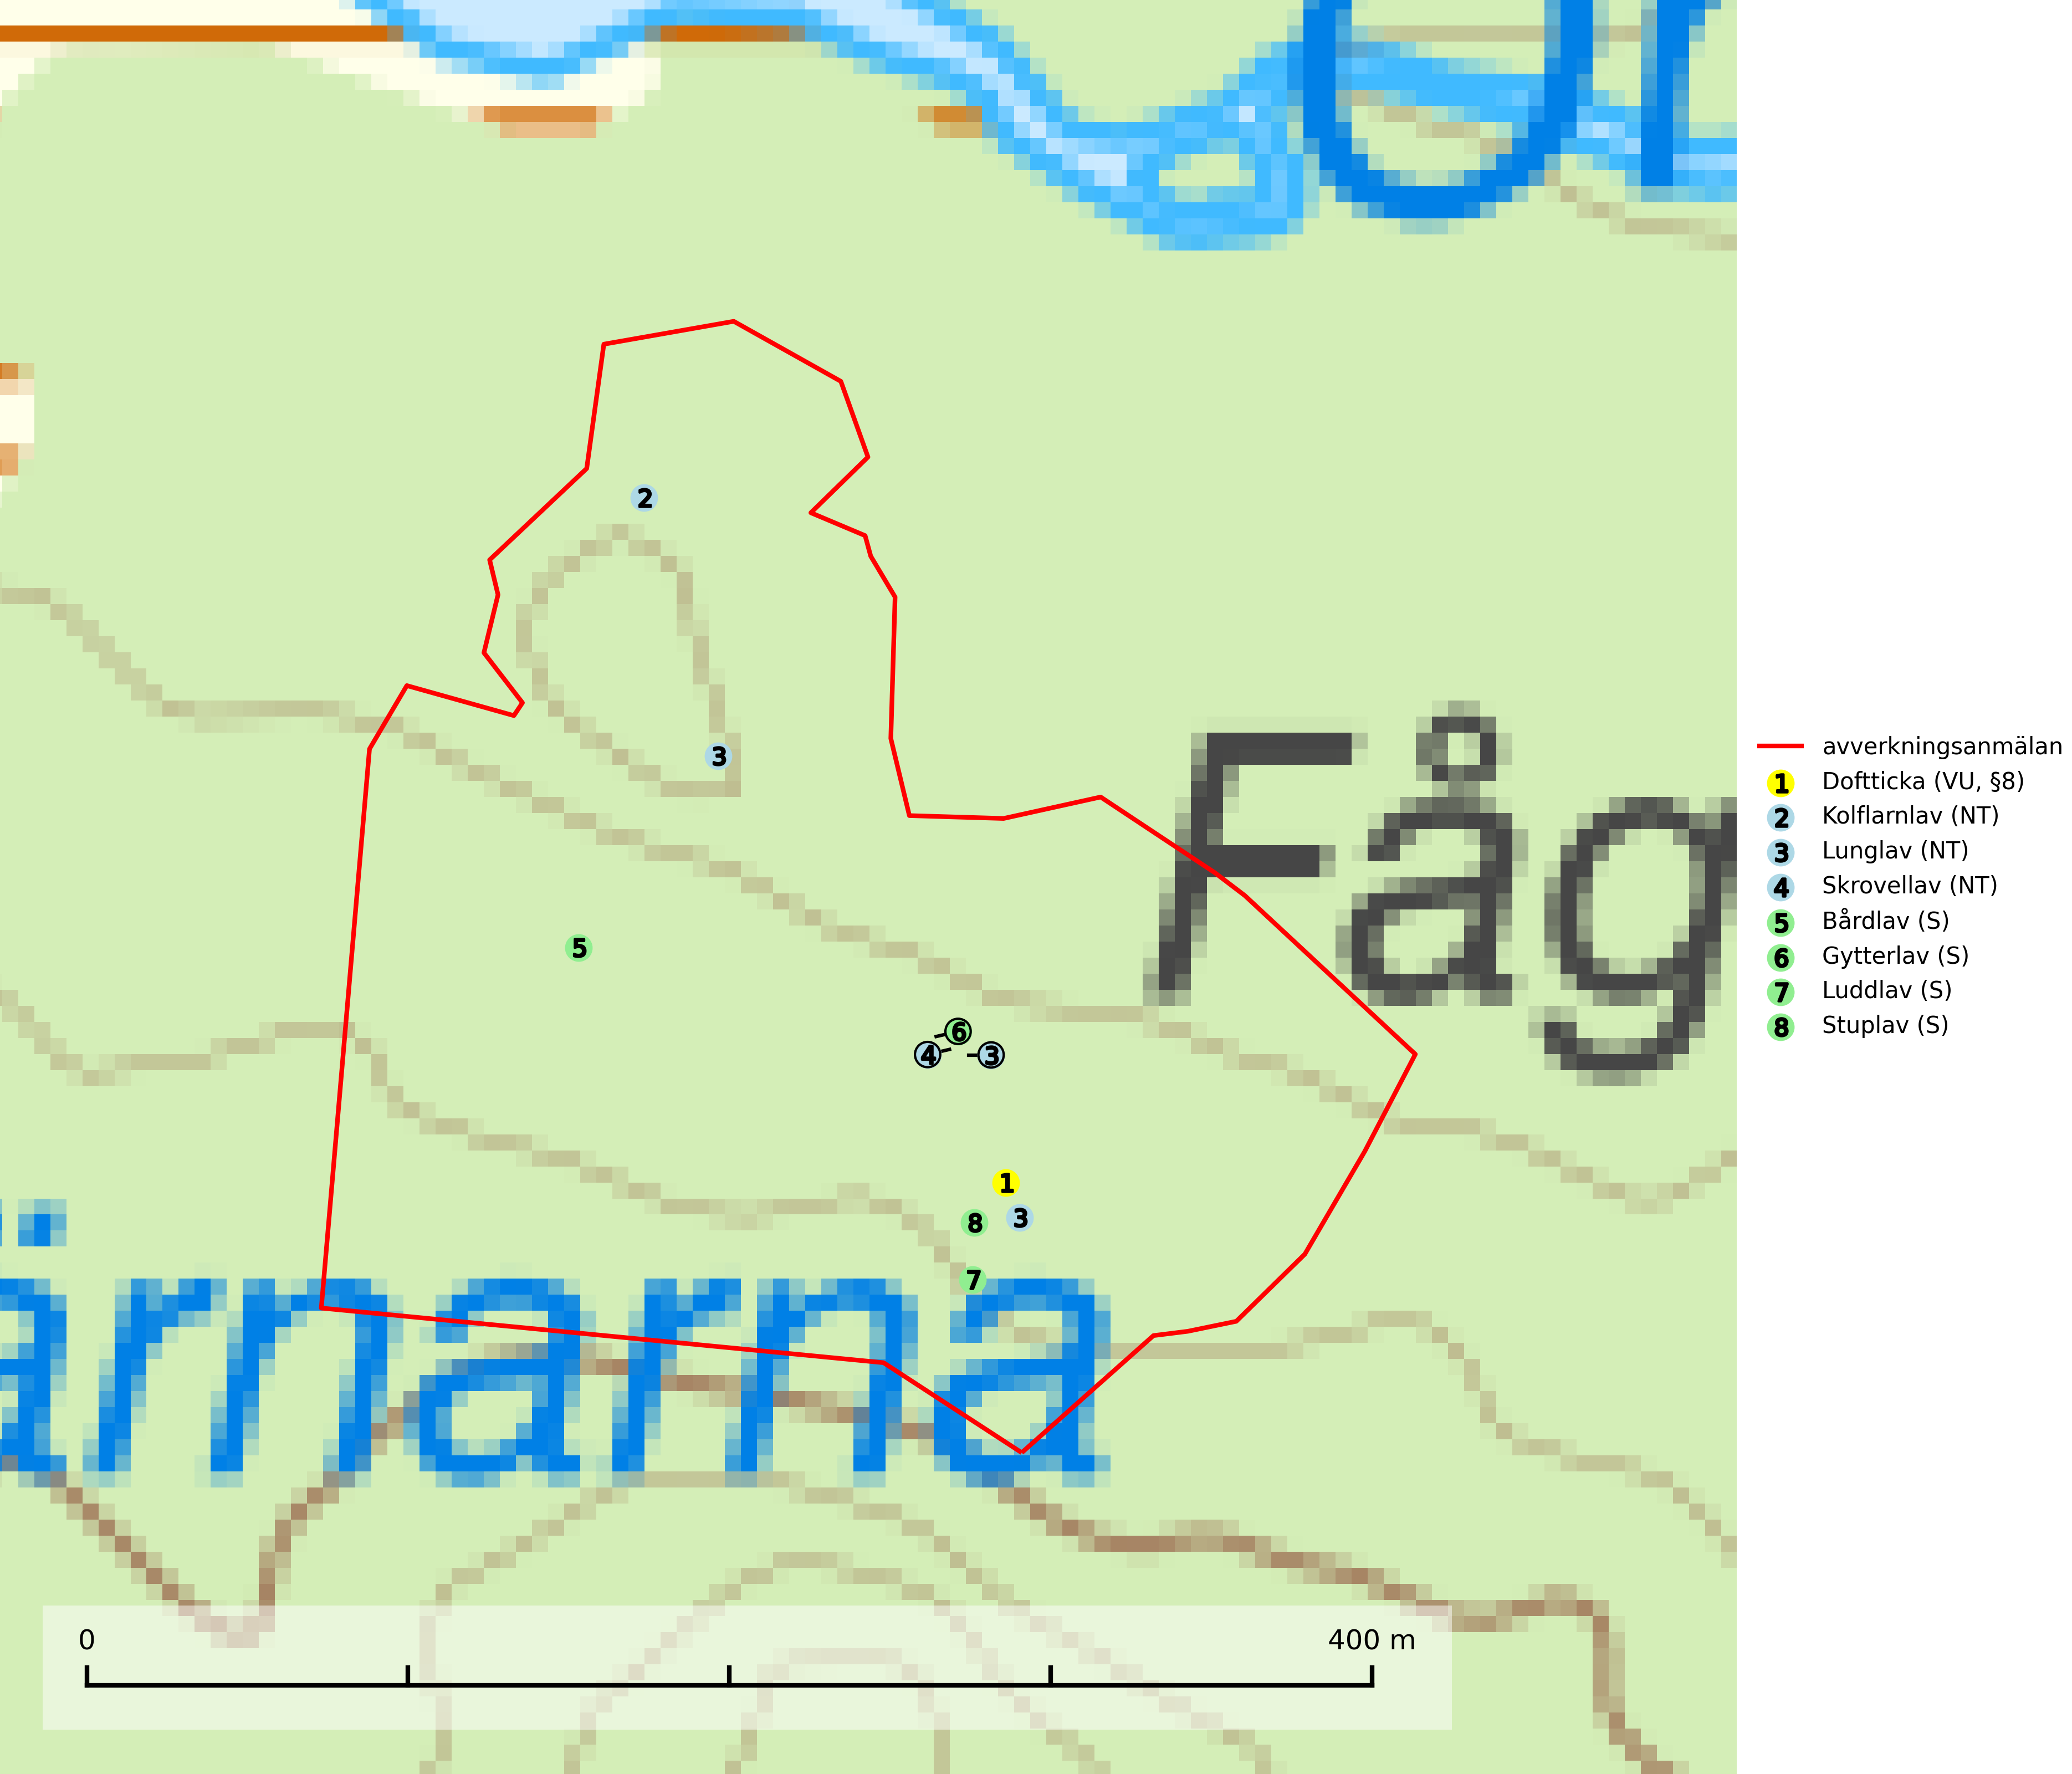 Fåg
2
3
5
6
4 3
1
8 3
7
0 400 m
avverkningsanmälan
1 Doftticka (VU, §8)
2 Kolflarnlav (NT)
3 Lunglav (NT)
4 Skrovellav (NT)
5 Bårdlav (S)
6 Gytterlav (S)
7 Luddlav (S)
8 Stuplav (S)